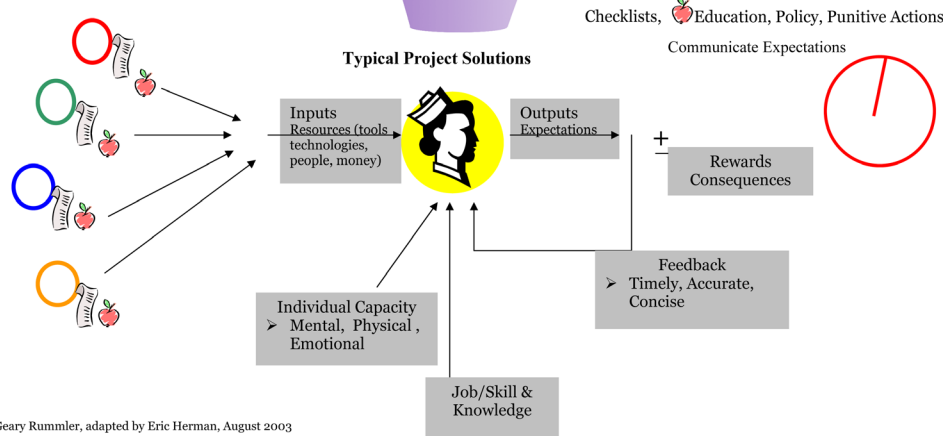 Checklists, Education, Policy, Punitive Actions
Communicate Expectations
Typical Project Solutions
Inputs
Resources (tools
technologies,
people, money)
Outputs
Expectations
+
–
Rewards
Consequences
Feedback
➢ Timely, Accurate,
Concise
Individual Capacity
➢ Mental, Physical ,
Emotional
Job/Skill &
Knowledge
Geary Rummler, adapted by Eric Herman, August 2003